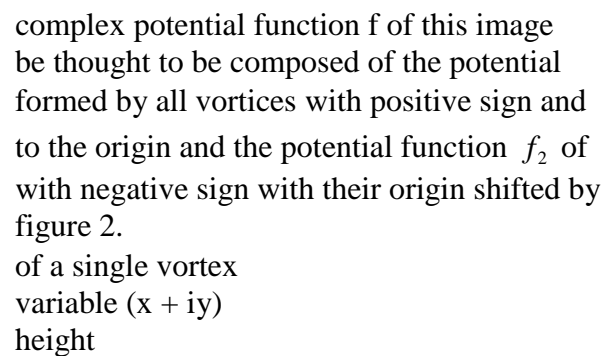 complex potential function f of this image
be thought to be composed of the potential
formed by all vortices with positive sign and
to the origin and the potential function f₂ of
with negative sign with their origin shifted by
figure 2.
of a single vortex
variable (x + iy)
height